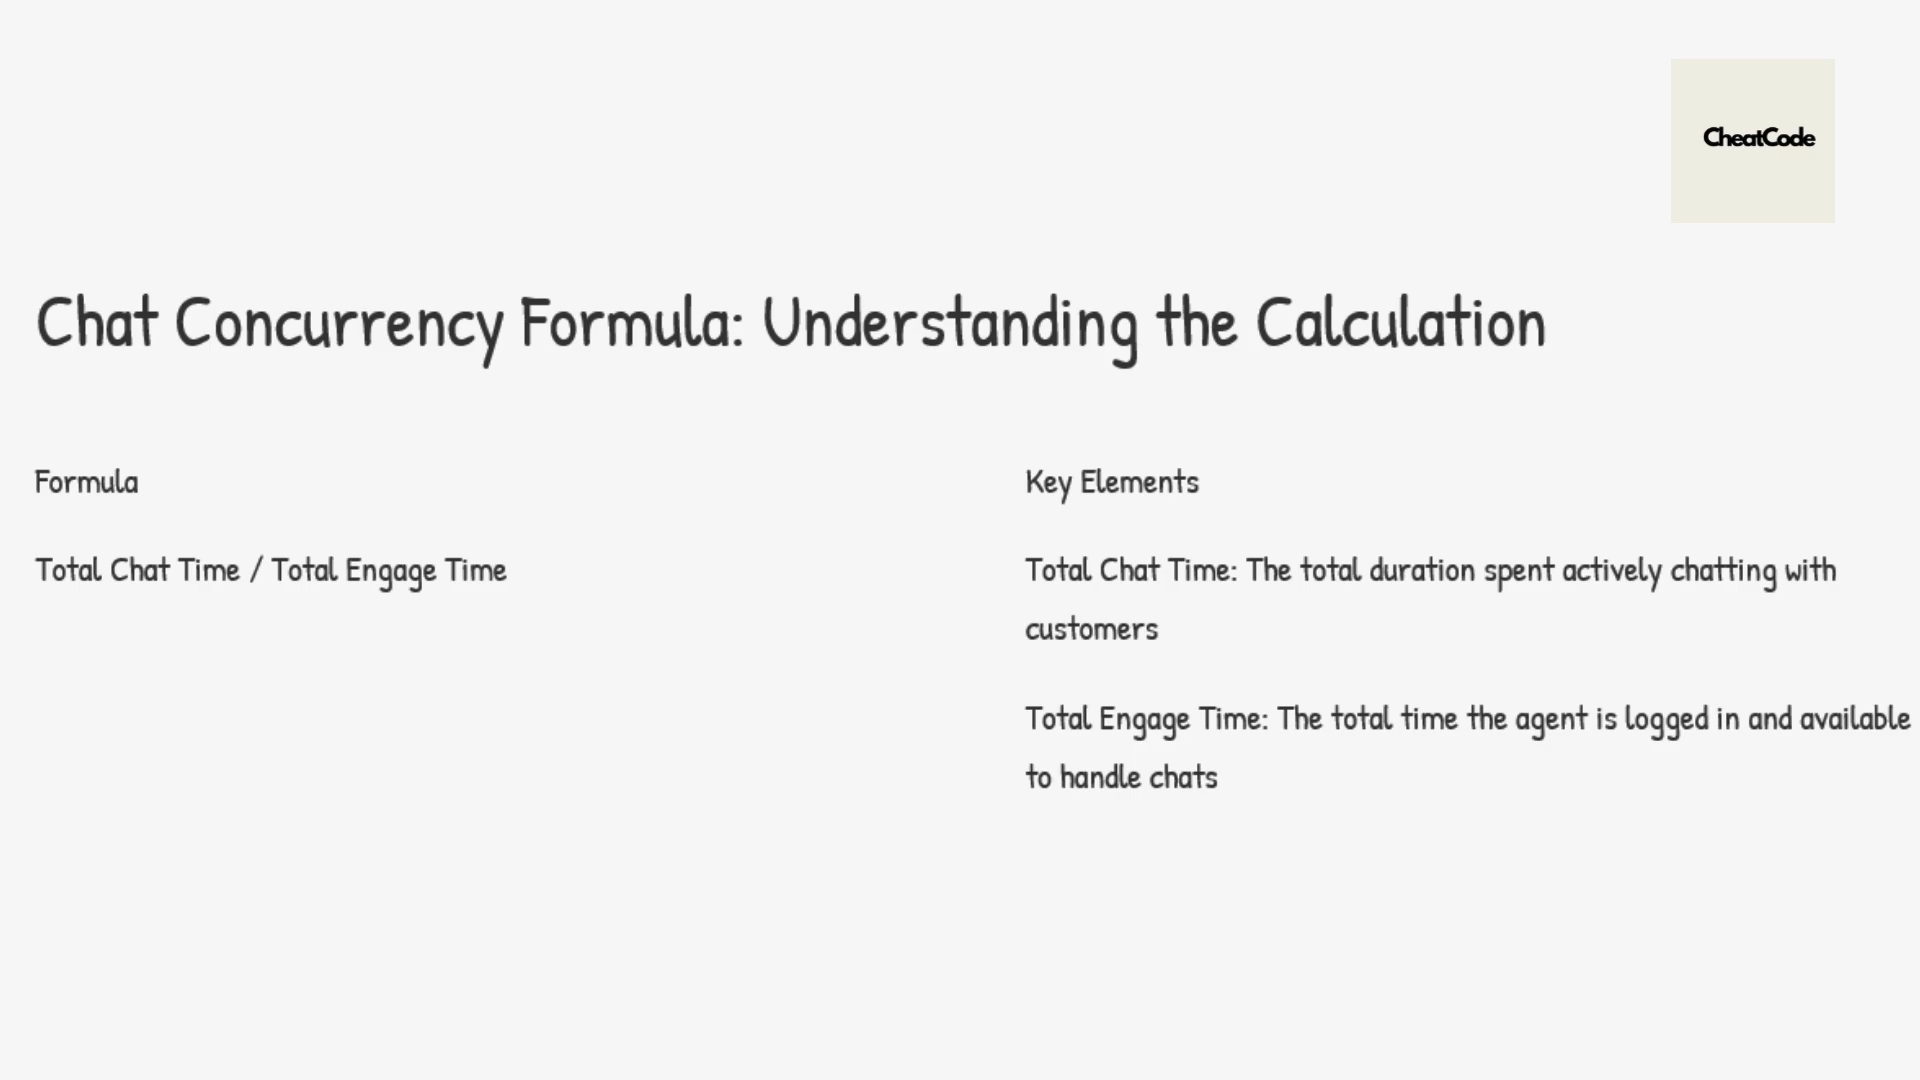 CheatCode
Chat Concurrency Formula: Understanding the Calculation
Formula
Total Chat Time / Total Engage Time
Key Elements
Total Chat Time: The total duration spent actively chatting with
customers
Total Engage Time: The total time the agent is logged in and available
to handle chats